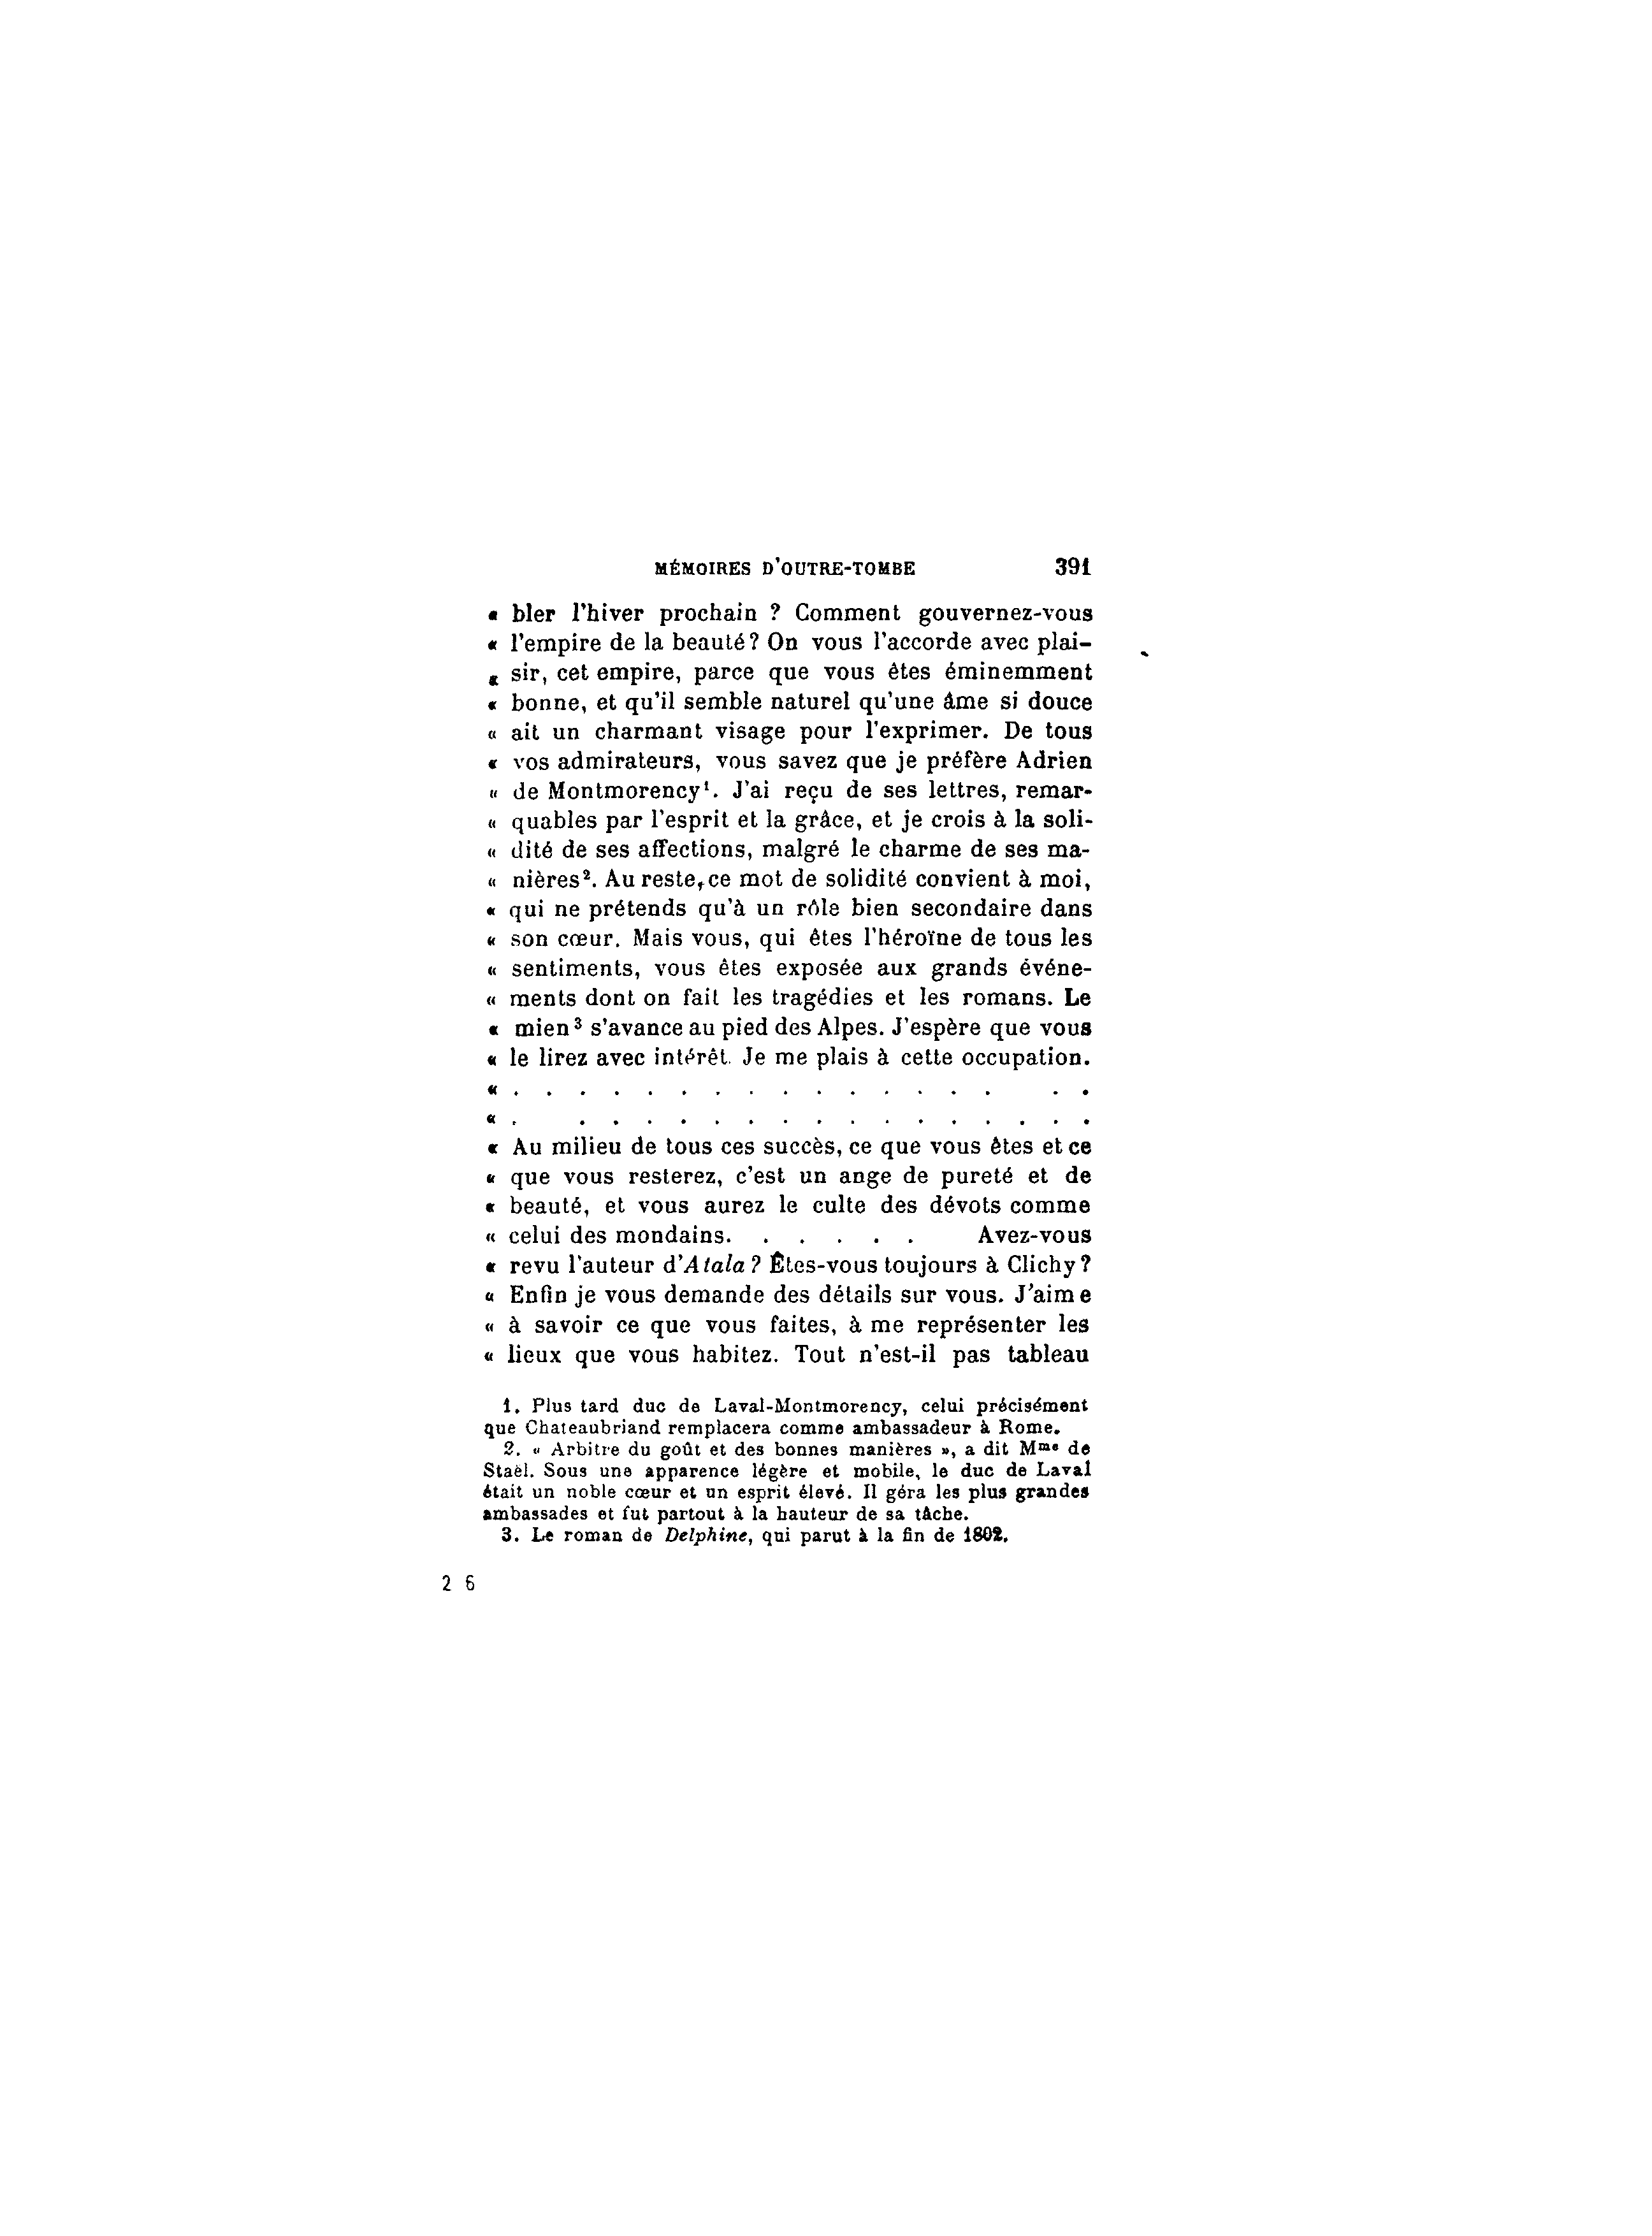 MÉMOIRES D'OUTRE-TOMBE 391
« bler l'hiver prochain ? Comment gouvernez-vous
« l'empire de la beauté? On vous l'accorde avec plai-
« sir, cet empire, parce que vous êtes éminemment
« bonne, et qu'il semble naturel qu'une âme si douce
« ait un charmant visage pour l'exprimer. De tous
« vos admirateurs, vous savez que je préfère Adrien
« de Montmorency¹. J'ai reçu de ses lettres, remar-
« quables par l'esprit et la grâce, et je crois à la soli-
« dité de ses affections, malgré le charme de ses ma-
« nières². Au reste, ce mot de solidité convient à moi,
« qui ne prétends qu'à un rôle bien secondaire dans
« son cœur. Mais vous, qui êtes l'héroïne de tous les
« sentiments, vous êtes exposée aux grands événe-
« ments dont on fait les tragédies et les romans. Le
« mien³ s'avance au pied des Alpes. J'espère que vous
« le lirez avec intérêt. Je me plais à cette occupation.
« . . . . . . . . . . . . . . . . .
« . . . . . . . . . . . . . . . . .
« Au milieu de tous ces succès, ce que vous êtes et ce
« que vous resterez, c'est un ange de pureté et de
« beauté, et vous aurez le culte des dévots comme
« celui des mondains. . . . . . Avez-vous
« revu l'auteur d'Atala ? Êtes-vous toujours à Clichy?
« Enfin je vous demande des détails sur vous. J'aime
« à savoir ce que vous faites, à me représenter les
« lieux que vous habitez. Tout n'est-il pas tableau
1. Plus tard duc de Laval-Montmorency, celui précisément
que Chateaubriand remplacera comme ambassadeur à Rome.
2. « Arbitre du goût et des bonnes manières », a dit Mme de
Staël. Sous une apparence légère et mobile, le duc de Laval
était un noble cœur et un esprit élevé. Il géra les plus grandes
ambassades et fut partout à la hauteur de sa tâche.
3. Le roman de Delphine, qui parut à la fin de 1802.
2 6